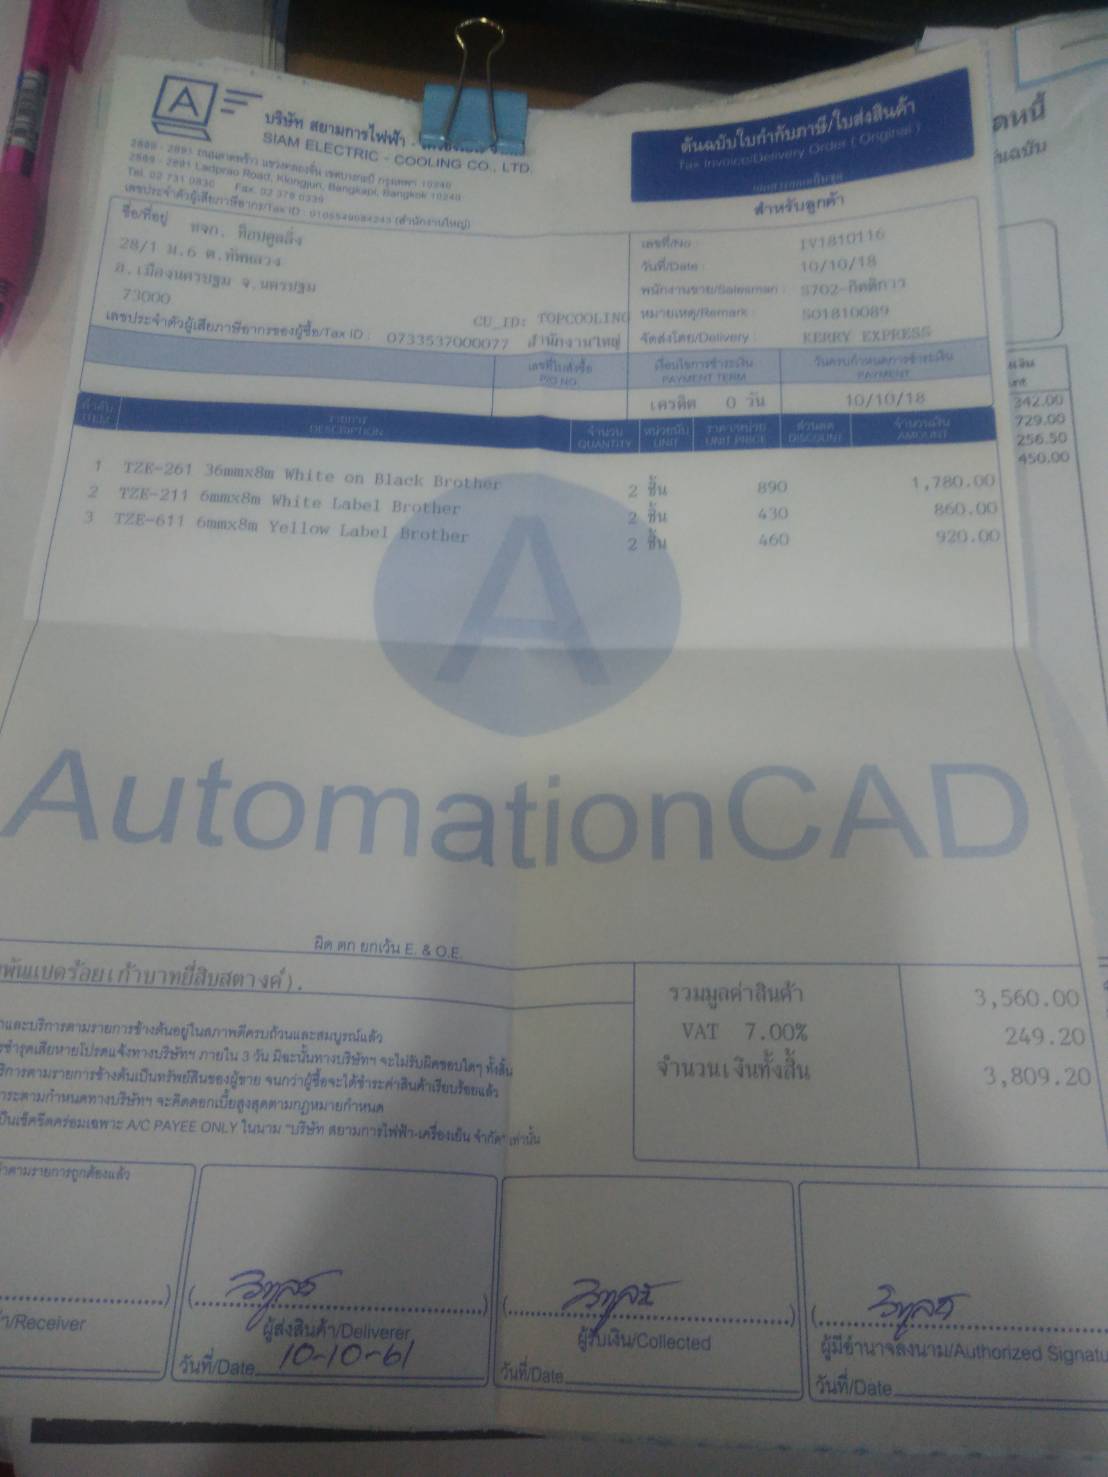 A
บริษัท สยามการไฟฟ้า -
SIAM ELECTRIC - COOLING CO., LTD.
2889 - 2891 ถนนลาดพร้าว แขวงคลองจั่น เขตบางกะปิ กรุงเทพฯ 10240
2889 - 2891 Ladprao Road, Klongjun, Bangkapi, Bangkok 10240
Tel. 02 731 0830 Fax. 02 378 0339
เลขประจำตัวผู้เสียภาษีอากร/Tax ID : 0105549084243 (สำนักงานใหญ่)
ต้นฉบับใบกำกับภาษี/ใบส่งสินค้า
Tax Invoice/Delivery Order ( Original )
สำหรับลูกค้า
ชื่อ/ที่อยู่ หจก. ท็อปคูลลิ่ง
28/1 ม.6 ต.ทัพหลวง
อ.เมืองนครปฐม จ.นครปฐม
73000
CU_ID: TOPCOOLING
เลขประจำตัวผู้เสียภาษีอากรของผู้ซื้อ/Tax ID : 0733537000077 สำนักงานใหญ่
เลขที่/No : IV1810116
วันที่/Date : 10/10/18
พนักงานขาย/Salesman : S702-กิตติกาว
หมายเหตุ/Remark : SO1810089
จัดส่งโดย/Delivery : KERRY EXPRESS
เลขที่ใบสั่งซื้อ เงื่อนไขการชำระเงิน วันครบกำหนดการชำระเงิน
P/O NO. PAYMENT TERM PAYMENT
เครดิต 0 วัน 10/10/18
ลำดับ รายการ จำนวน หน่วยนับ ราคา/หน่วย ส่วนลด จำนวนเงิน
ITEM DESCRIPTION QUANTITY UNIT UNIT PRICE DISCOUNT AMOUNT
1 TZE-261 36mmx8m White on Black Brother 2 ชิ้น 890 1,780.00
2 TZE-211 6mmx8m White Label Brother 2 ชิ้น 430 860.00
3 TZE-611 6mmx8m Yellow Label Brother 2 ชิ้น 460 920.00
A
AutomationCAD
ผิด ตก ยกเว้น E. & O.E.
พันแปดร้อยเก้าบาทยี่สิบสตางค์).
รวมมูลค่าสินค้า 3,560.00
VAT 7.00% 249.20
จำนวนเงินทั้งสิ้น 3,809.20
และบริการตามรายการข้างต้นอยู่ในสภาพดีครบถ้วนและสมบูรณ์แล้ว
ชำรุดเสียหายโปรดแจ้งทางบริษัทฯ ภายใน 3 วัน มิฉะนั้นทางบริษัทฯ จะไม่รับผิดชอบใดๆ ทั้งสิ้น
ริการตามรายการข้างต้นเป็นทรัพย์สินของผู้ขาย จนกว่าผู้ซื้อจะได้ชำระค่าสินค้าเรียบร้อยแล้ว
ระตามกำหนดทางบริษัทฯ จะคิดดอกเบี้ยสูงสุดตามกฎหมายกำหนด
เป็นเช็คขีดคร่อมเฉพาะ A/C PAYEE ONLY ในนาม "บริษัท สยามการไฟฟ้า-เครื่องเย็น จำกัด" เท่านั้น
ตามรายการถูกต้องแล้ว
/Receiver
ผู้ส่งสินค้า/Deliverer
วันที่/Date 10-10-61
ผู้รับเงิน/Collected
วันที่/Date
ผู้มีอำนาจลงนาม/Authorized Signatu
วันที่/Date
342.00
729.00
256.50
450.00